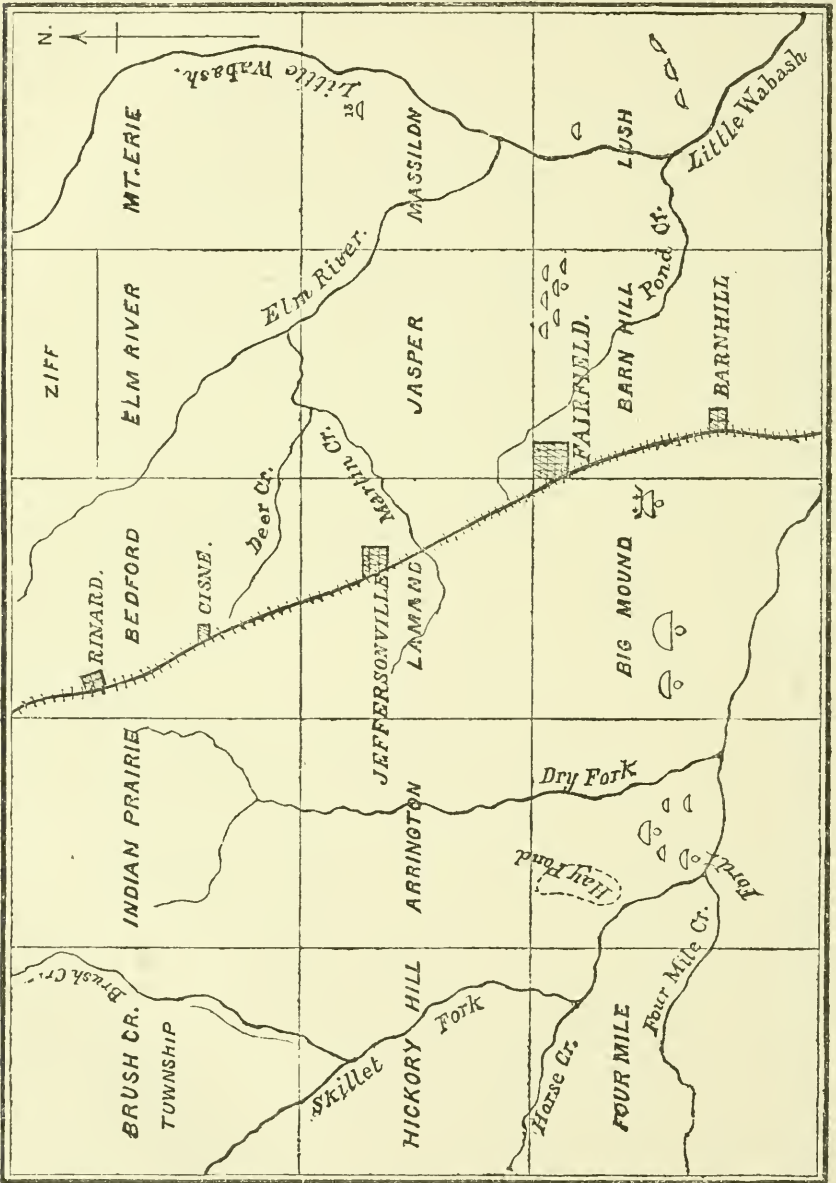 N.
ZIFF
Brush Cr.
RINARD.
BRUSH CR.
TOWNSHIP
INDIAN PRAIRIE
BEDFORD
ELM RIVER
MT. ERIE
CISNE.
Little Wabash.
Deer Cr.
Elm River.
Martin Cr.
Skillet
Fork
JEFFERSONVILLE
HICKORY HILL
ARRINGTON
LAMAND
JASPER
MASSILON
Hay Pond
Dry Fork
Horse Cr.
FAIRFIELD.
FOUR MILE
BIG MOUND
BARN HILL
LUSH
Pond Cr.
Four Mile Cr.
Ford
BARNHILL
Little Wabash